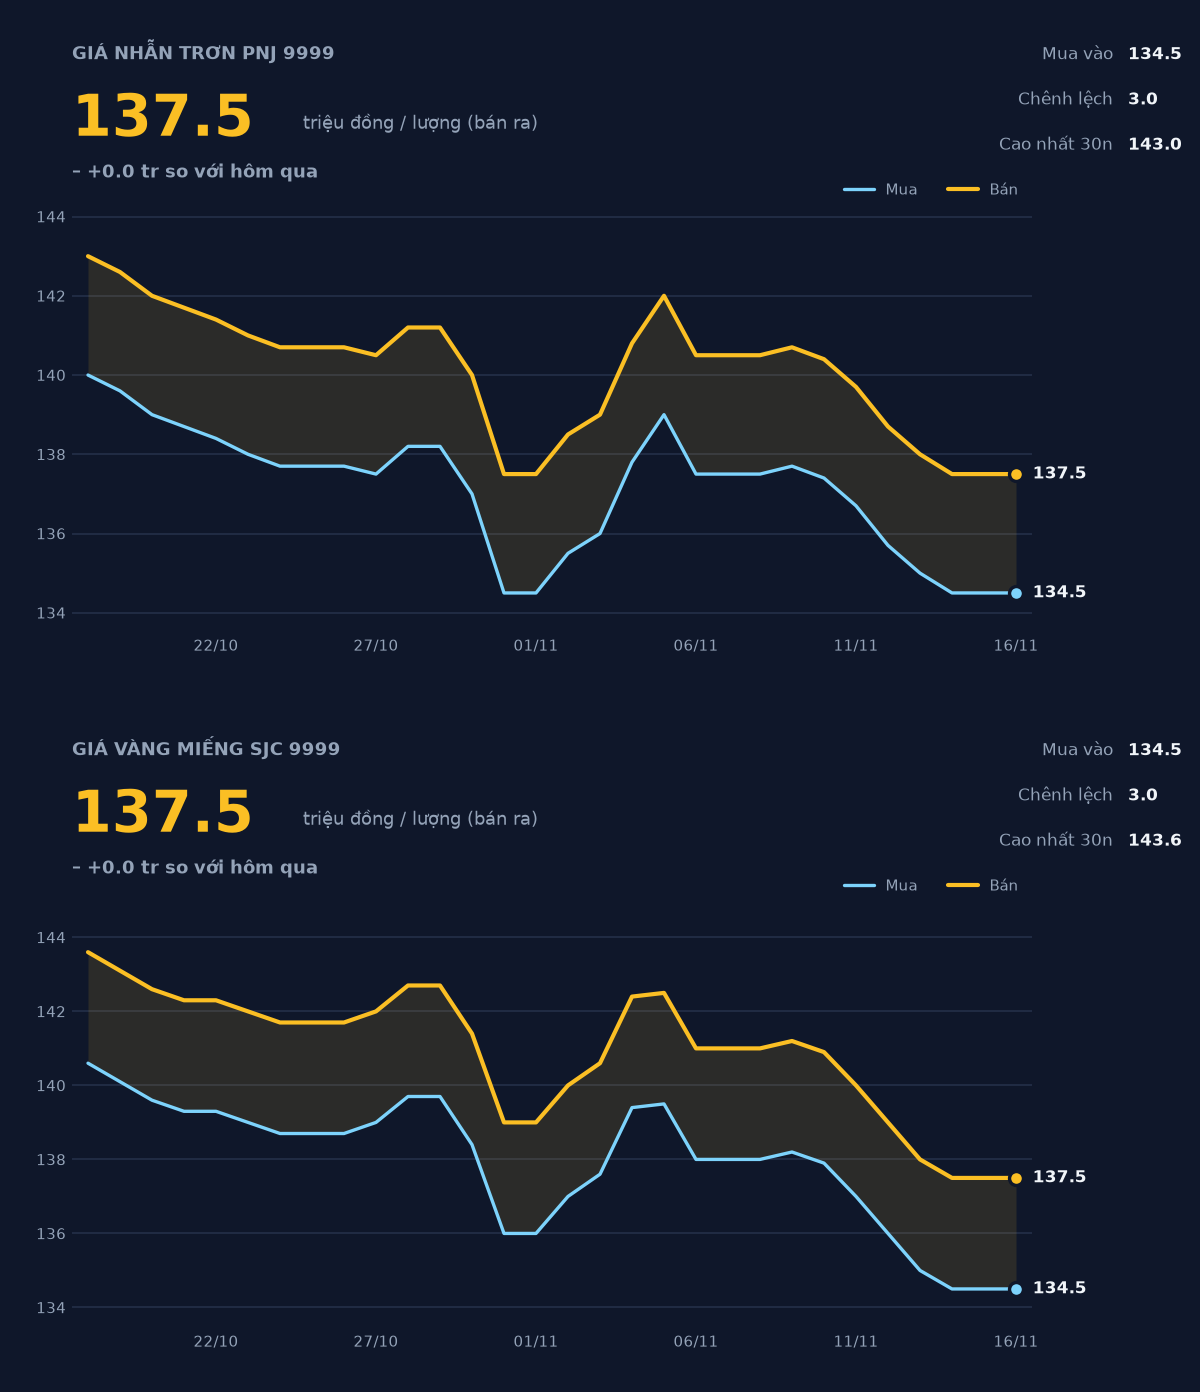 GIÁ NHẪN TRƠN PNJ 9999
137.5 triệu đồng / lượng (bán ra)
– +0.0 tr so với hôm qua
Mua vào 134.5
Chênh lệch 3.0
Cao nhất 30n 143.0
Mua Bán
144
142
140
138
136
134
137.5
134.5
22/10 27/10 01/11 06/11 11/11 16/11
GIÁ VÀNG MIẾNG SJC 9999
137.5 triệu đồng / lượng (bán ra)
– +0.0 tr so với hôm qua
Mua vào 134.5
Chênh lệch 3.0
Cao nhất 30n 143.6
Mua Bán
144
142
140
138
136
134
137.5
134.5
22/10 27/10 01/11 06/11 11/11 16/11